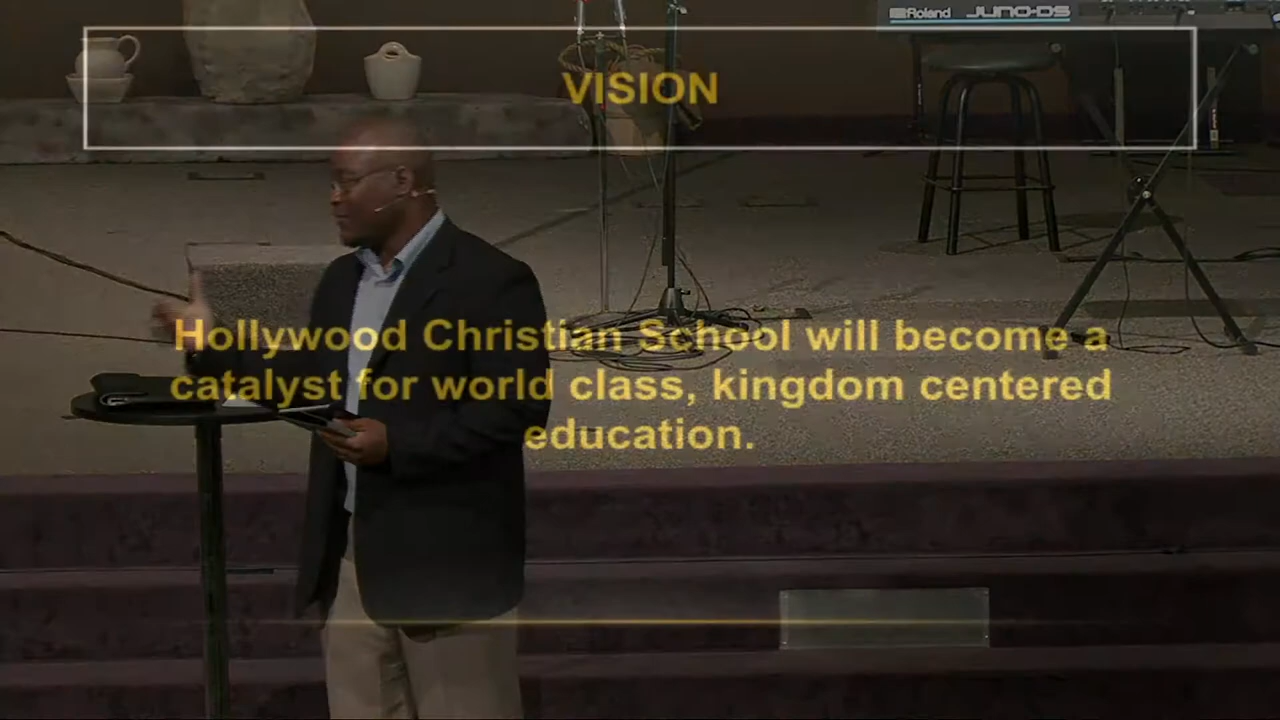 Roland JUNO-DS
VISION
Hollywood Christian School will become a
catalyst for world class, kingdom centered
education.